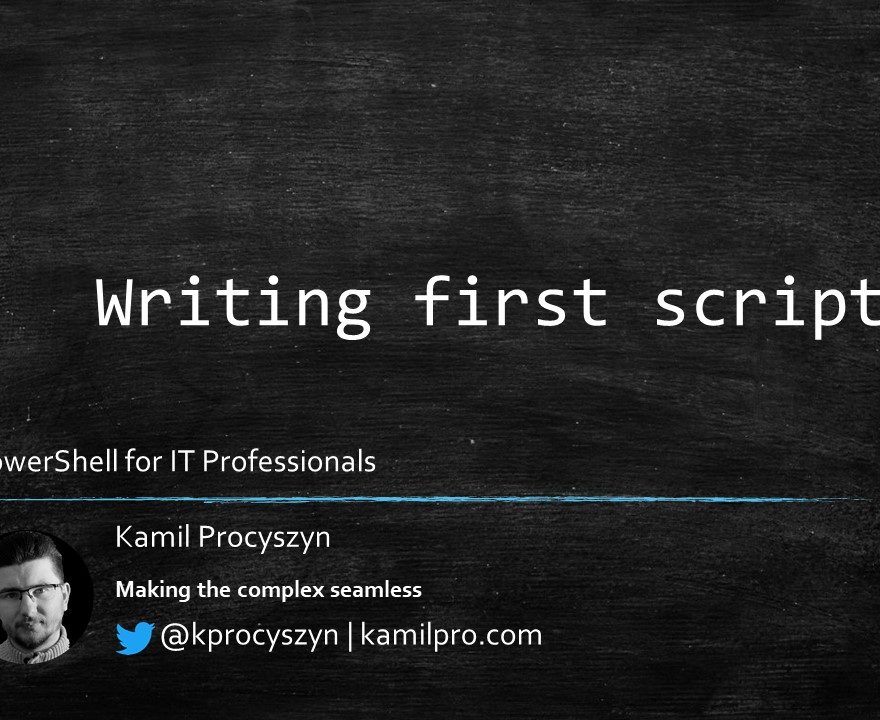 Writing first script
owerShell for IT Professionals
Kamil Procyszyn
Making the complex seamless
@kprocyszyn | kamilpro.com